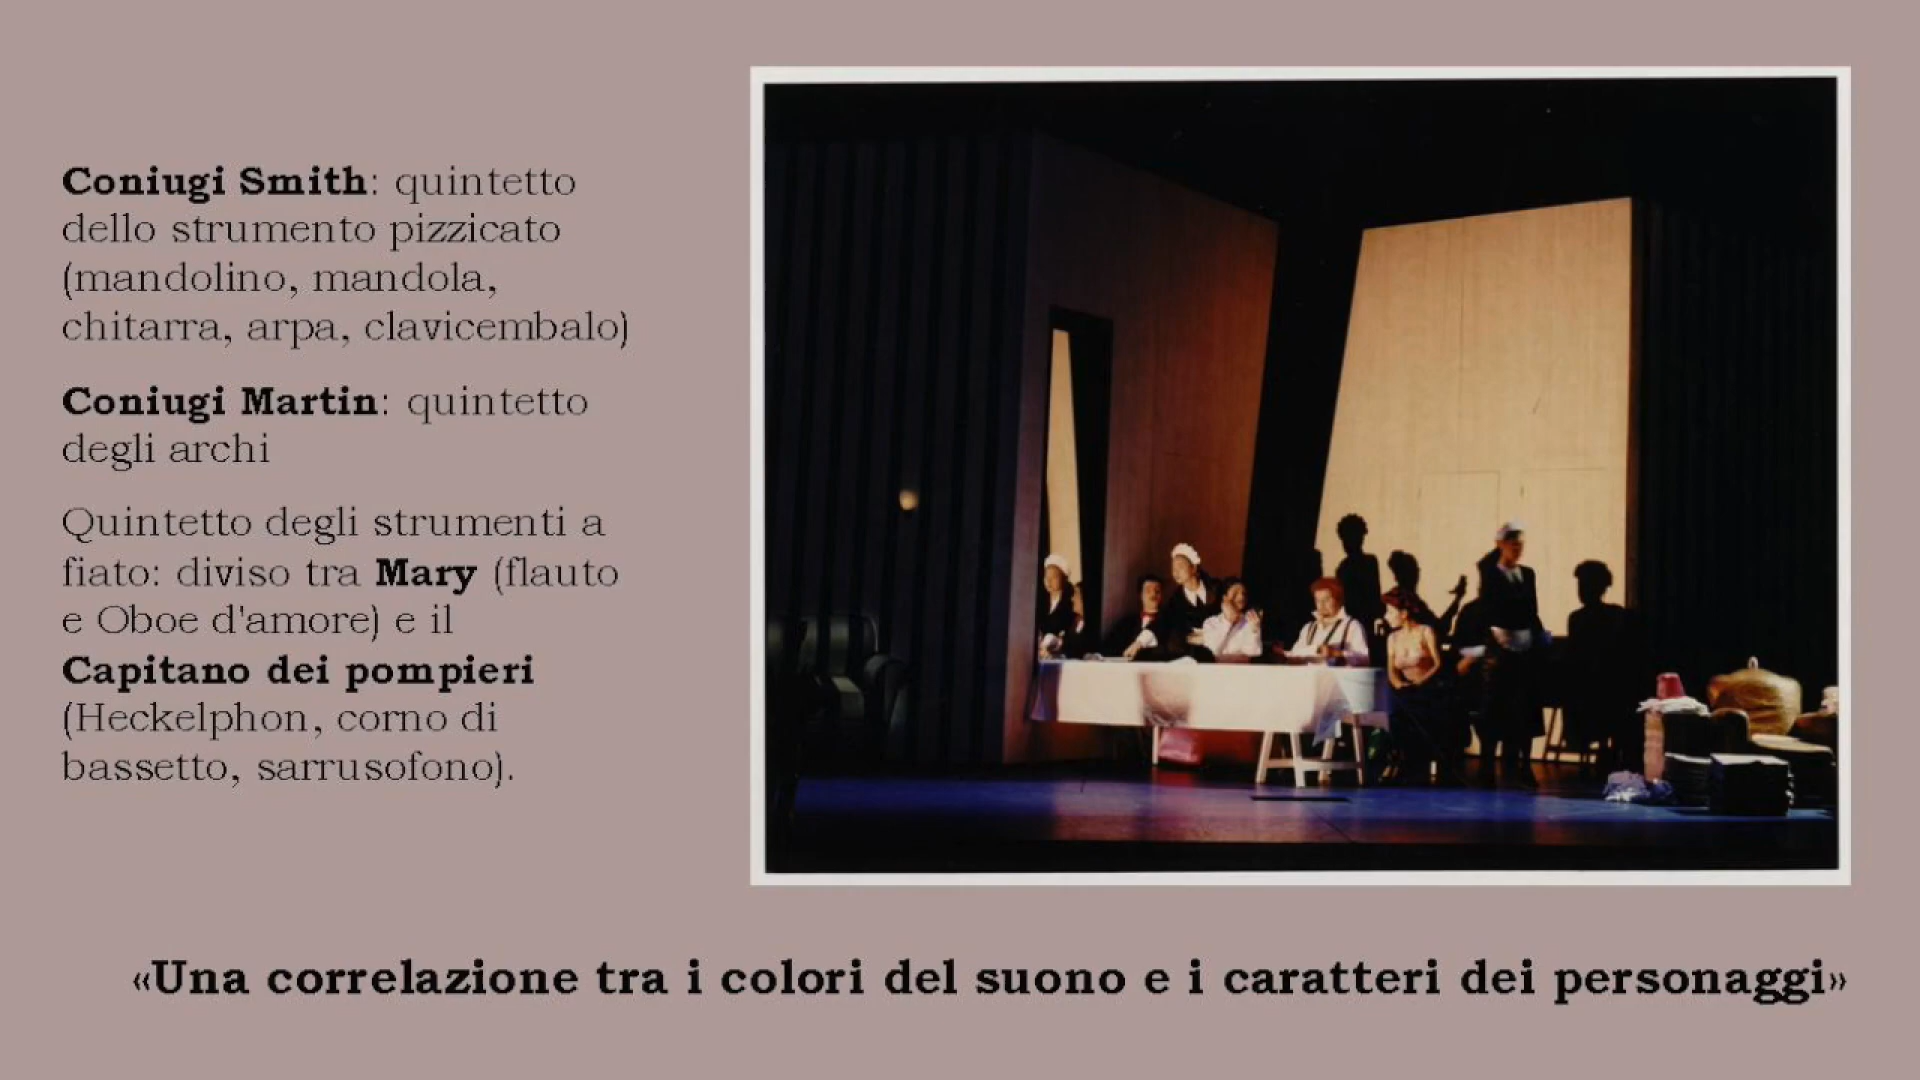 Coniugi Smith: quintetto
dello strumento pizzicato
(mandolino, mandola,
chitarra, arpa, clavicembalo)
Coniugi Martin: quintetto
degli archi
Quintetto degli strumenti a
fiato: diviso tra Mary (flauto
e Oboe d'amore) e il
Capitano dei pompieri
(Heckelphon, corno di
bassetto, sarrusofono).
«Una correlazione tra i colori del suono e i caratteri dei personaggi»